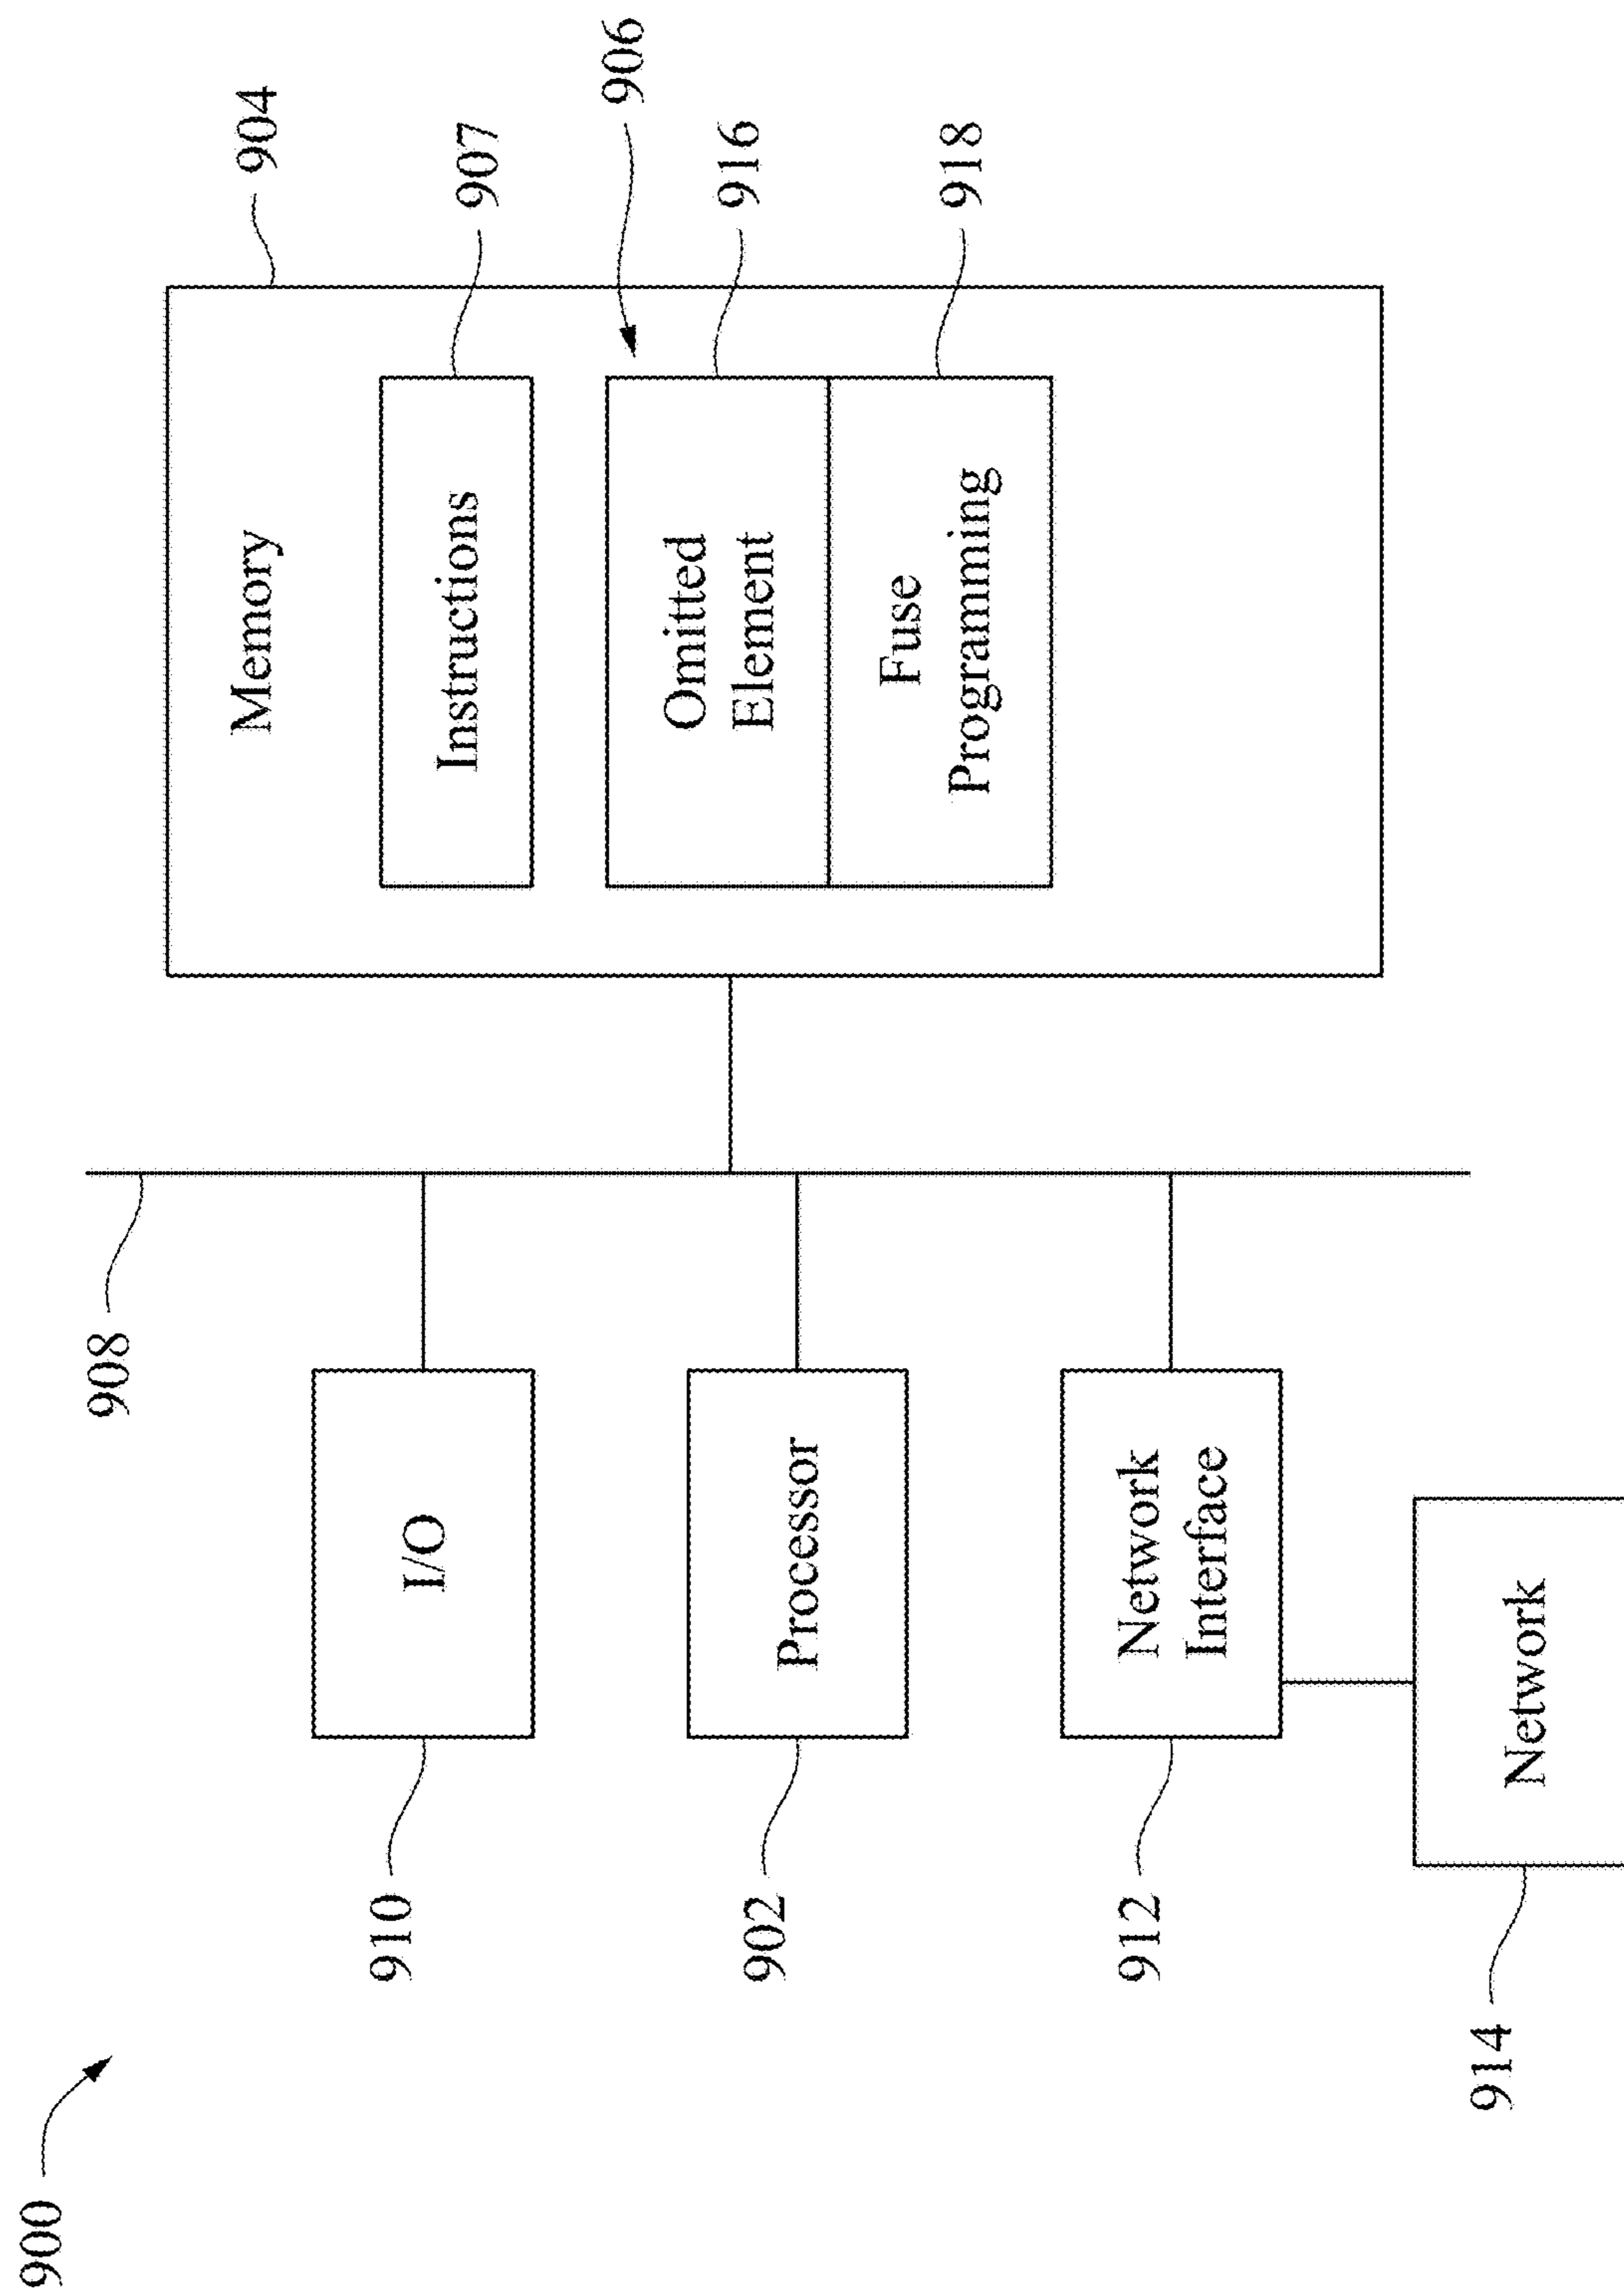 900
910
I/O
908
Memory
904
Instructions
907
906
902
Processor
Omitted
Element
916
Fuse
Programming
918
912
Network
Interface
914
Network